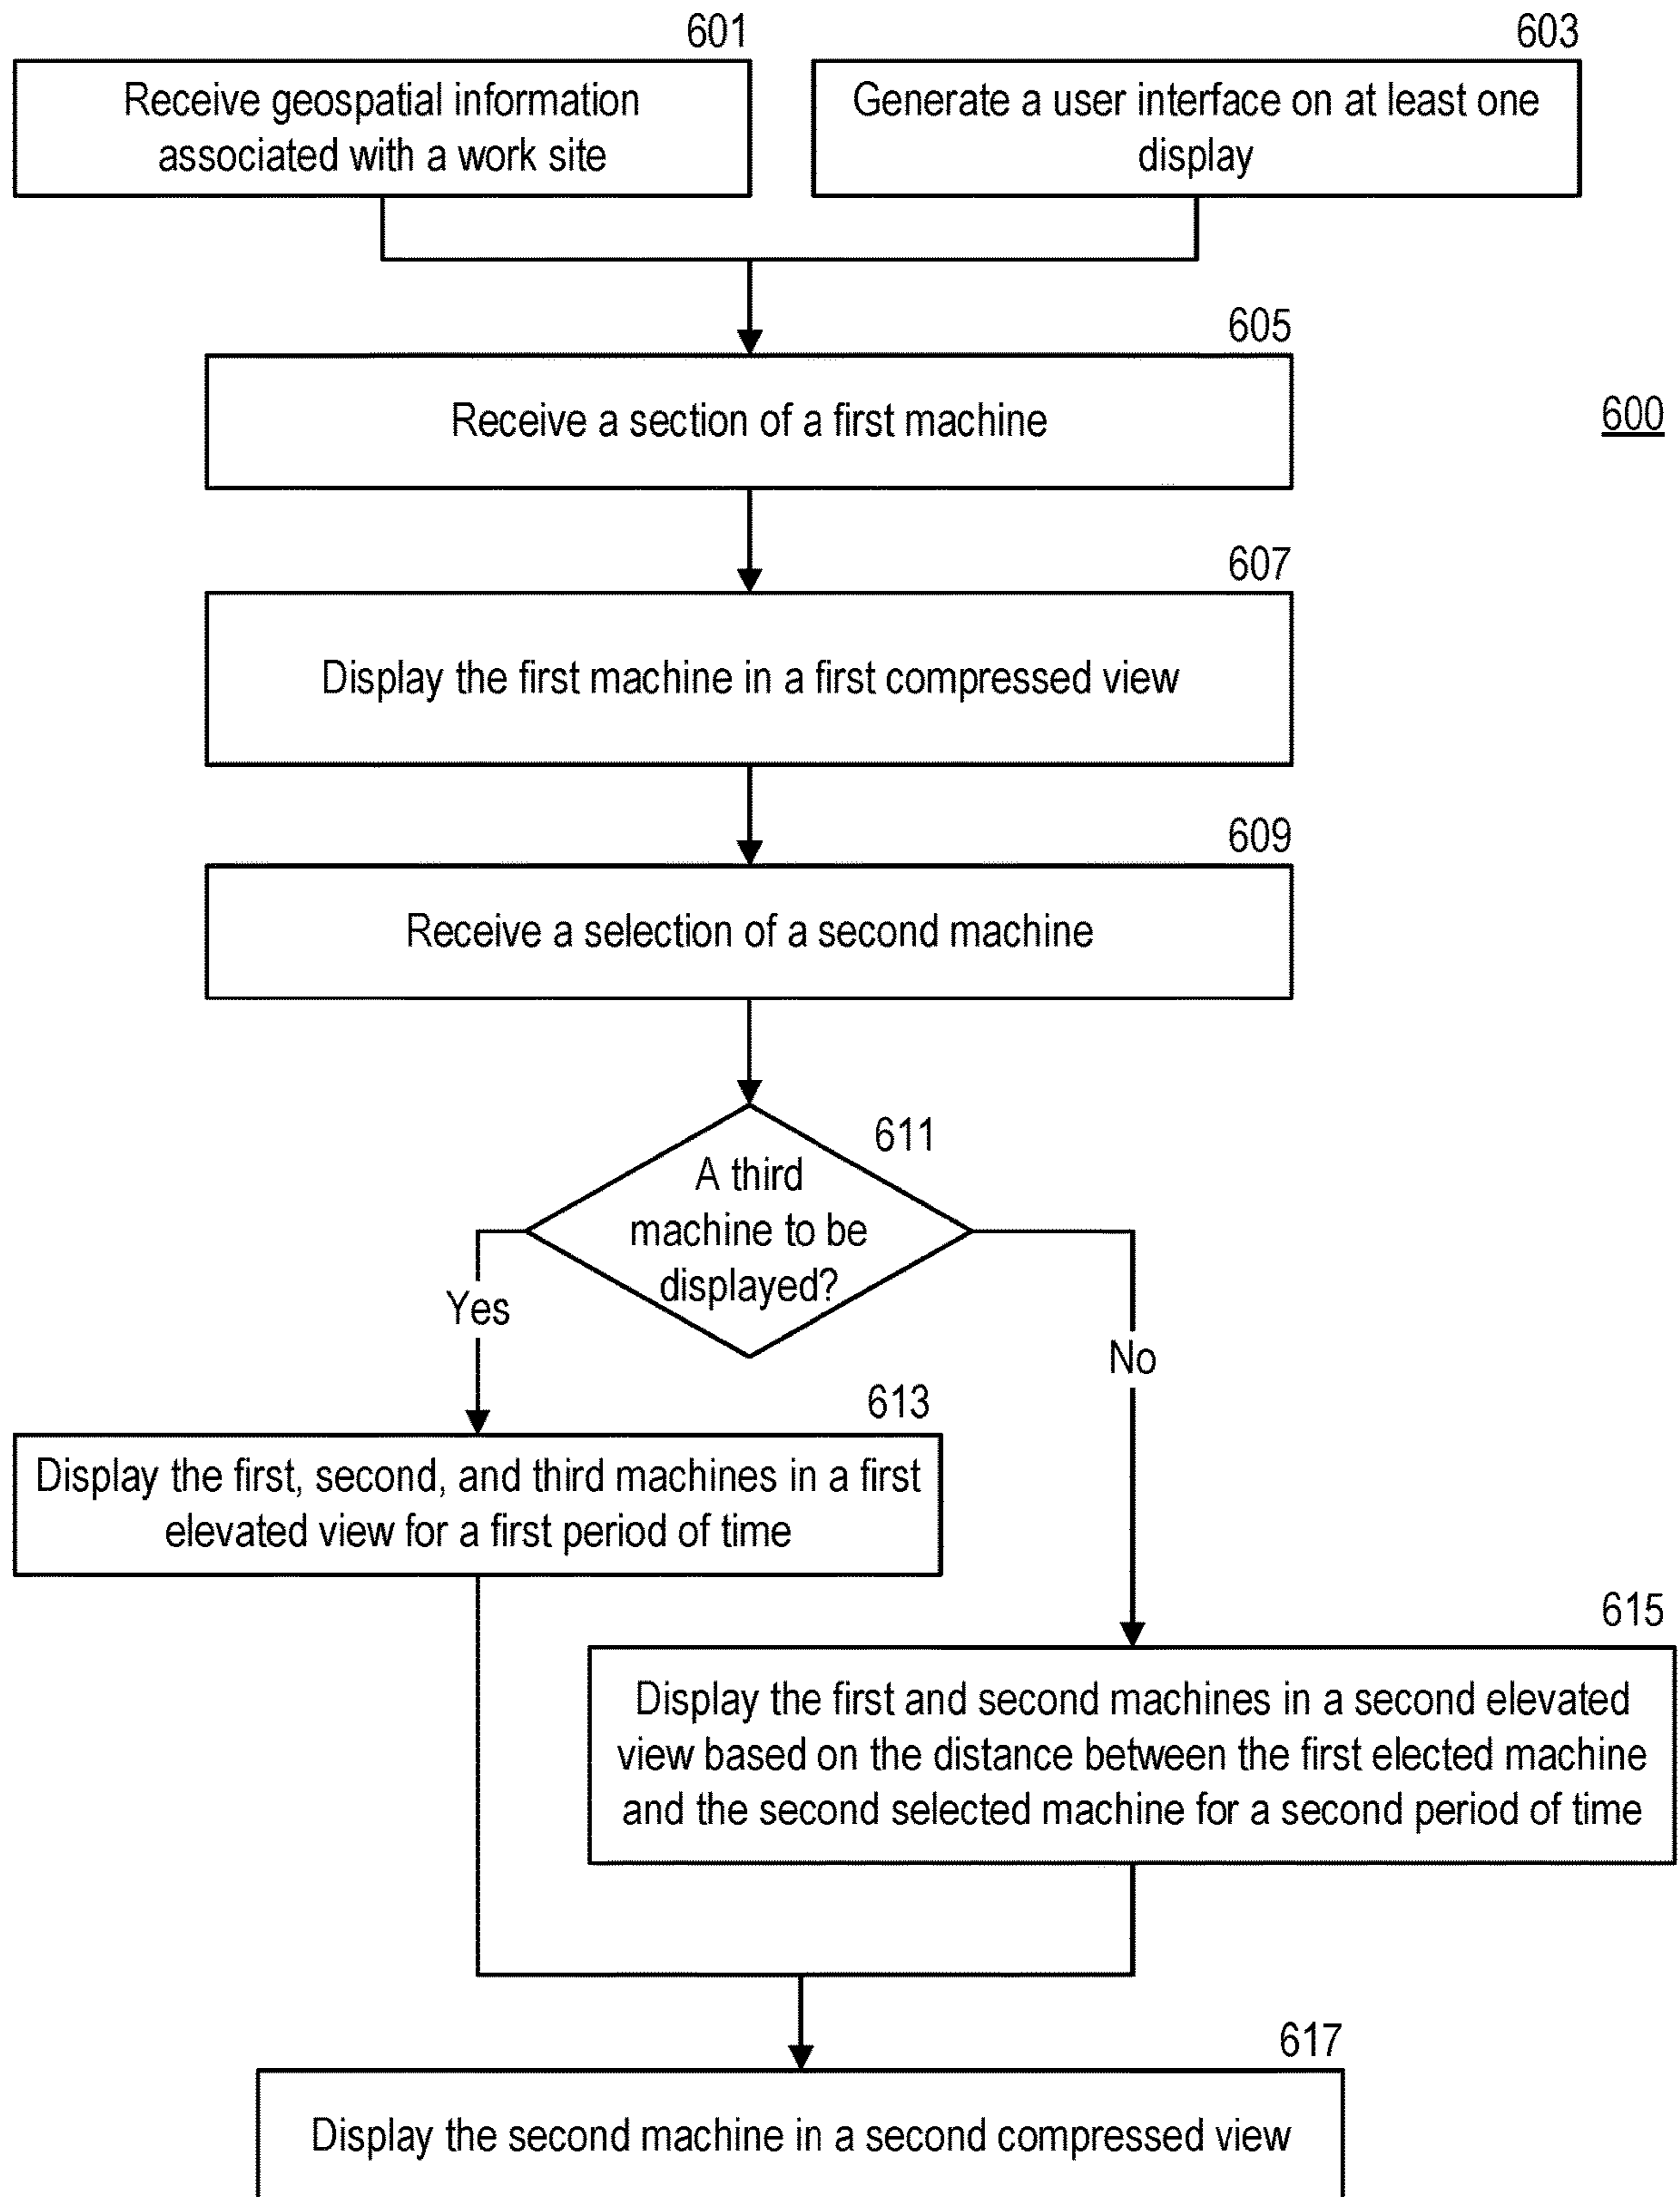 601
Receive geospatial information
associated with a work site
603
Generate a user interface on at least one
display
605
Receive a section of a first machine
600
607
Display the first machine in a first compressed view
609
Receive a selection of a second machine
611
A third
machine to be
displayed?
Yes
No
613
Display the first, second, and third machines in a first
elevated view for a first period of time
615
Display the first and second machines in a second elevated
view based on the distance between the first elected machine
and the second selected machine for a second period of time
617
Display the second machine in a second compressed view